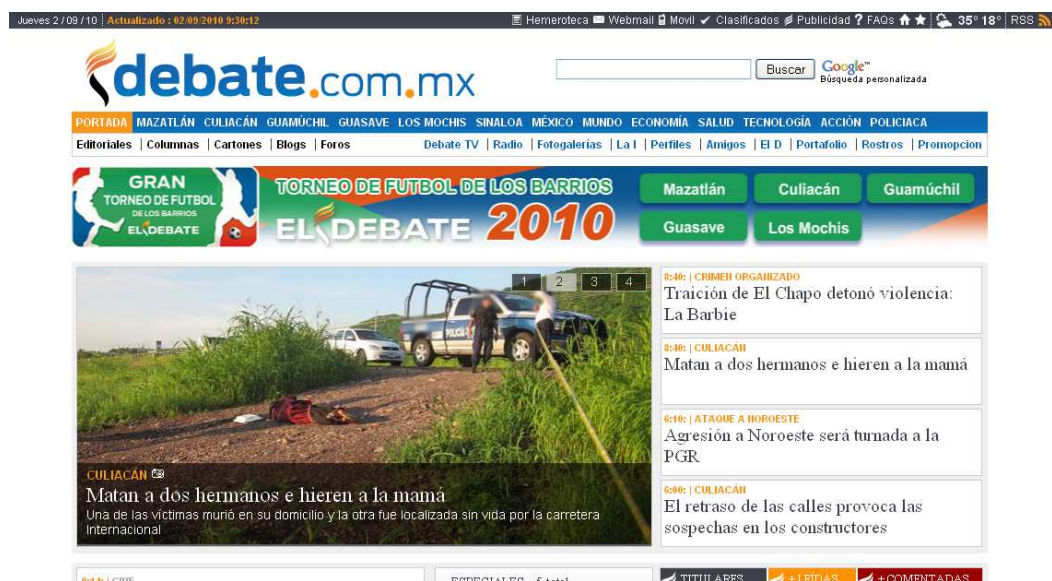 Jueves 2 / 09 / 10 Actualizado : 02/09/2010 9:30:12 Hemeroteca Webmail Movil Clasificados Publicidad ? FAQs 35° 18° RSS
debate.com.mx
Buscar Google™
Búsqueda personalizada
PORTADA MAZATLÁN CULIACÁN GUAMÚCHIL GUASAVE LOS MOCHIS SINALOA MÉXICO MUNDO ECONOMÍA SALUD TECNOLOGÍA ACCIÓN POLICIACA
Editoriales | Columnas | Cartones | Blogs | Foros Debate TV | Radio | Fotogalerías | La I | Perfiles | Amigos | El D | Portafolio | Rostros | Promopcion
GRAN
TORNEO DE FUTBOL
DE LOS BARRIOS
EL DEBATE
TORNEO DE FUTBOL DE LOS BARRIOS
EL DEBATE 2010
Mazatlán Culiacán Guamúchil
Guasave Los Mochis
1 2 3 4
POLICÍA
CULIACÁN
Matan a dos hermanos e hieren a la mamá
Una de las víctimas murió en su domicilio y la otra fue localizada sin vida por la carretera
Internacional
8:40: | CRIMEN ORGANIZADO
Traición de El Chapo detonó violencia:
La Barbie
8:40: | CULIACÁN
Matan a dos hermanos e hieren a la mamá
6:10: | ATAQUE A NOROESTE
Agresión a Noroeste será turnada a la
PGR
6:00: | CULIACÁN
El retraso de las calles provoca las
sospechas en los constructores
CINE
ESPECIALES
TITULARES +LEÍDAS +COMENTADAS